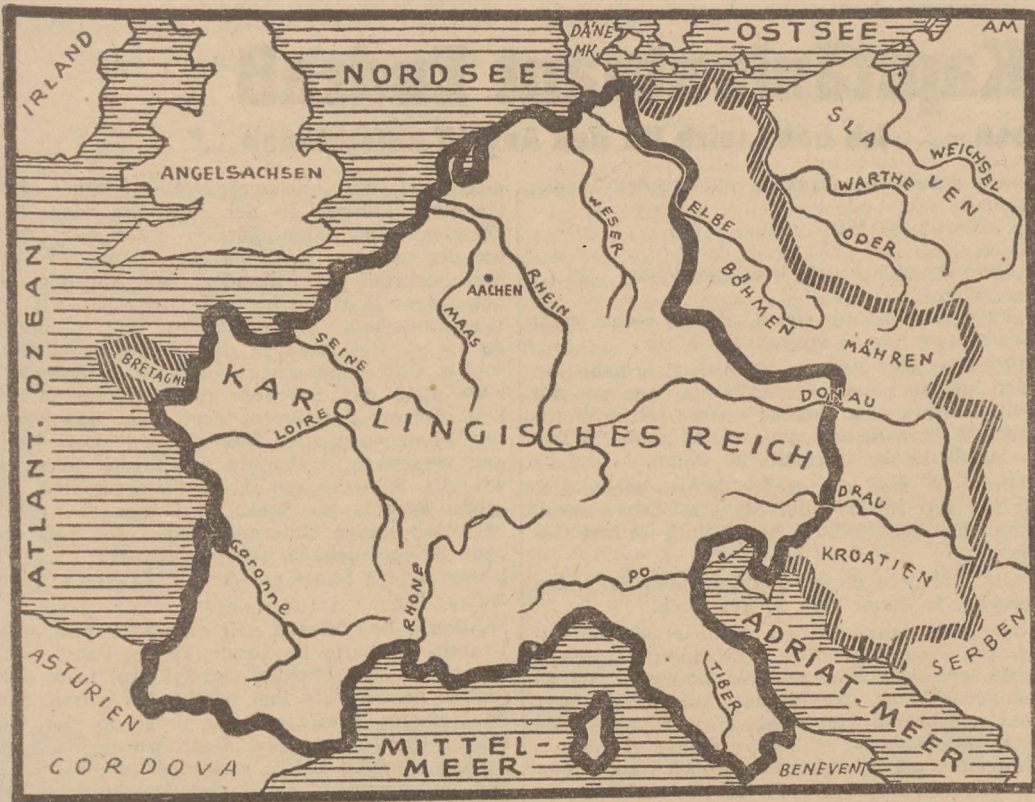 IRLAND
NORDSEE
DÄNE
MK.
OSTSEE
AM
ANGELSACHSEN
SLAVEN
WEICHSEL
WARTHE
ODER
WESER
ELBE
BÖHMEN
MÄHREN
ATLANT. OZEAN
BRETAGNE
AACHEN
RHEIN
MAAS
SEINE
LOIRE
KAROLINGISCHES REICH
DONAU
DRAU
KROATIEN
SERBEN
GARONNE
RHONE
PO
TIBER
ADRIAT. MEER
ASTURIEN
CORDOVA
MITTEL-
MEER
BENEVENT